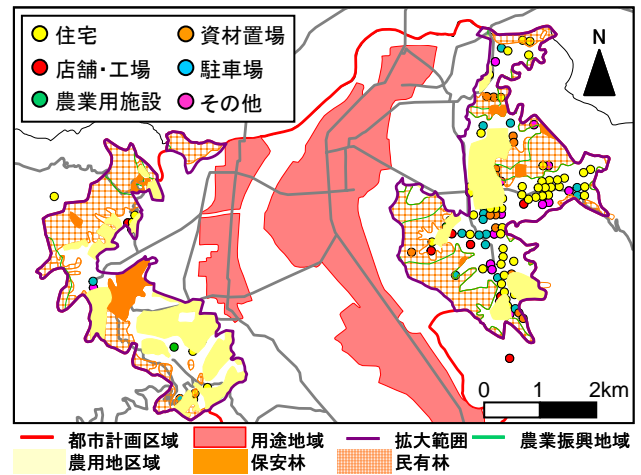 住宅 資材置場
店舗・工場 駐車場
農業用施設 その他
N
0 1 2km
都市計画区域 用途地域 拡大範囲 農業振興地域
農用地区域 保安林 民有林